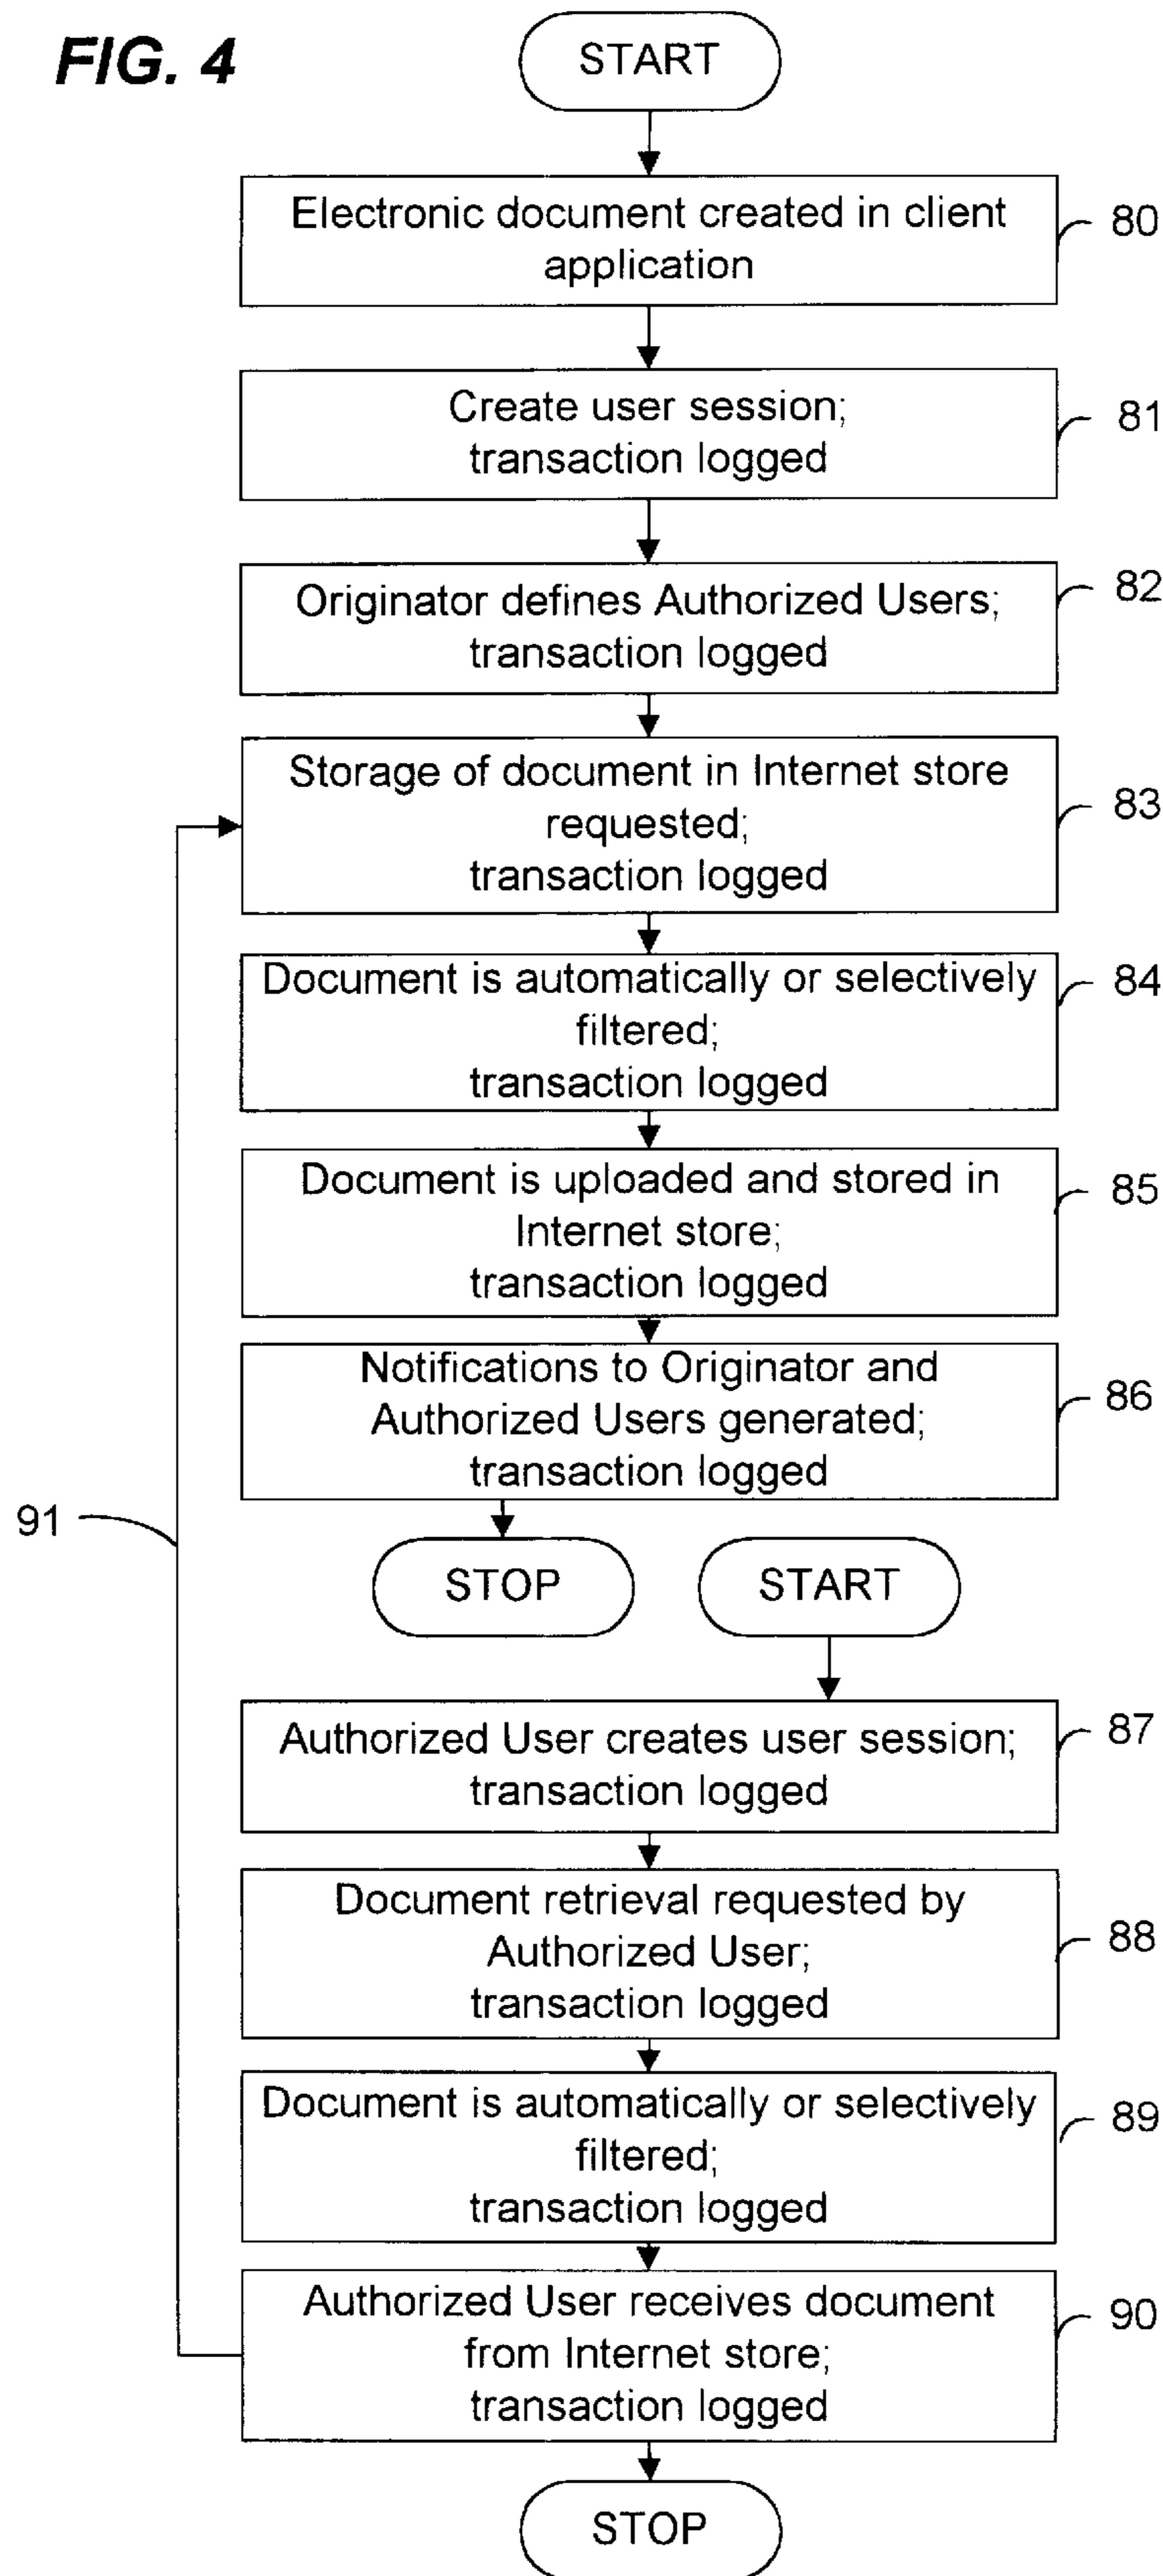 FIG. 4
START
Electronic document created in client
application
80
Create user session;
transaction logged
81
Originator defines Authorized Users;
transaction logged
82
Storage of document in Internet store
requested;
transaction logged
83
Document is automatically or selectively
filtered;
transaction logged
84
Document is uploaded and stored in
Internet store;
transaction logged
85
Notifications to Originator and
Authorized Users generated;
transaction logged
86
91
STOP
START
Authorized User creates user session;
transaction logged
87
Document retrieval requested by
Authorized User;
transaction logged
88
Document is automatically or selectively
filtered;
transaction logged
89
Authorized User receives document
from Internet store;
transaction logged
90
STOP